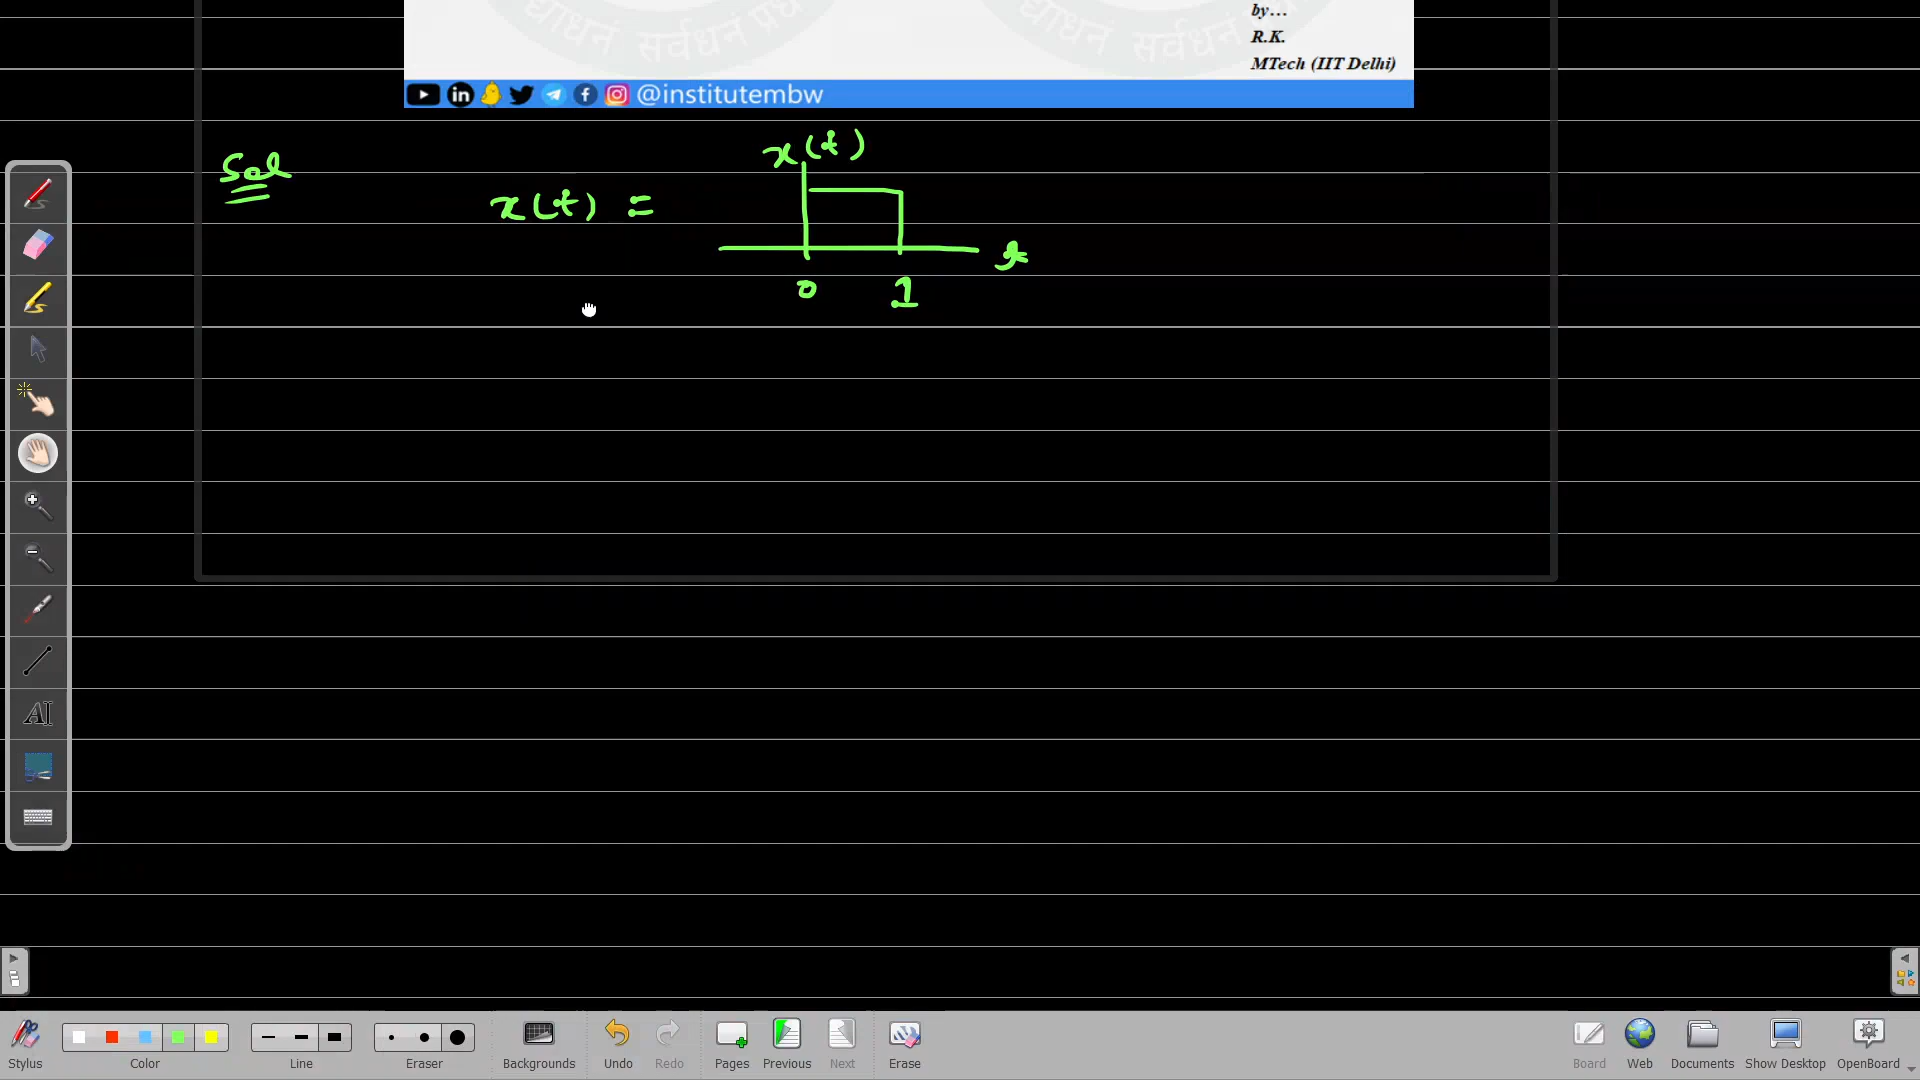 by...
R.K.
MTech (IIT Delhi)
@institutembw
Sol
x(t)
x(t) =
t
0 1
AI
Stylus Color Line Eraser Backgrounds Undo Redo Pages Previous Next Erase Board Web Documents Show Desktop OpenBoard